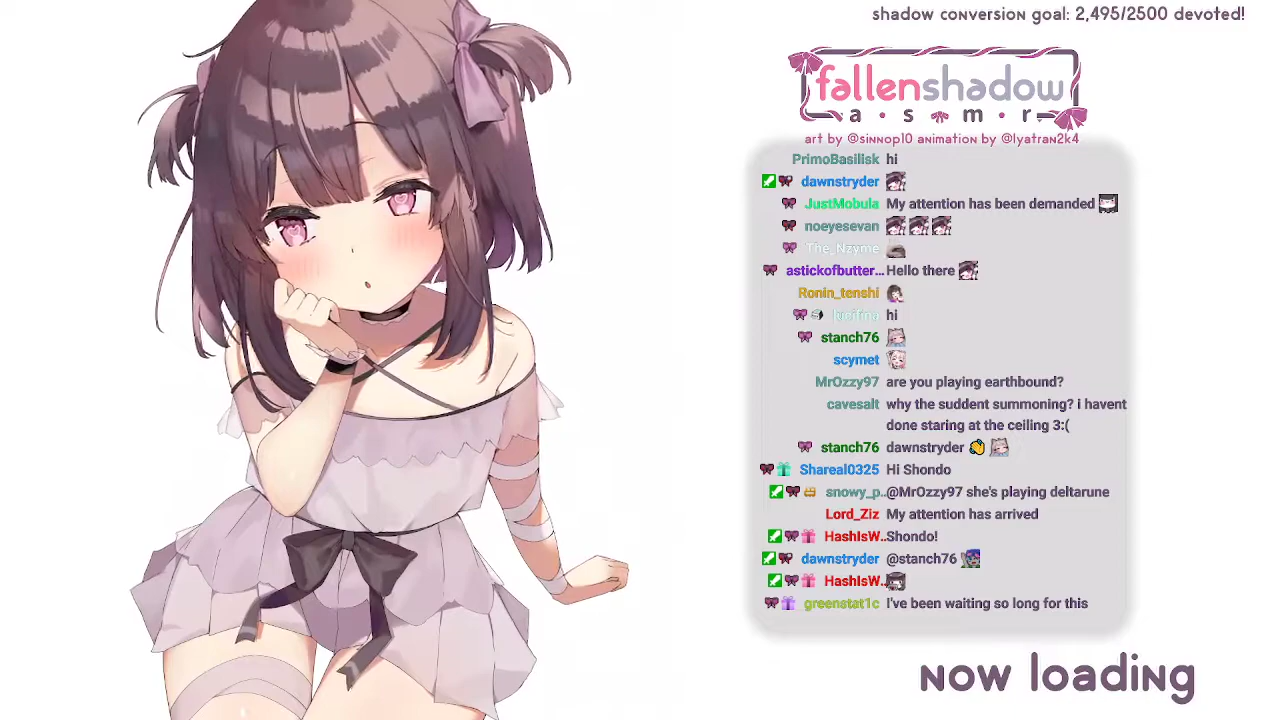 shadow conversion goal: 2,495/2500 devoted!
fallenshadow
a • s • m • r
art by @sinnop10 animation by @lyatran2k4
PrimoBasilisk hi
dawnstryder
JustMobula My attention has been demanded
noeyesevan
The_Nzyme
astickofbutter... Hello there
Ronin_tenshi
lucifina hi
stanch76
scymet
MrOzzy97 are you playing earthbound?
cavesalt why the suddent summoning? i havent
done staring at the ceiling 3:(
stanch76 dawnstryder
Shareal0325 Hi Shondo
snowy_p.. @MrOzzy97 she's playing deltarune
Lord_Ziz My attention has arrived
HashIsW.. Shondo!
dawnstryder @stanch76
HashIsW..
greenstat1c I've been waiting so long for this
now loading